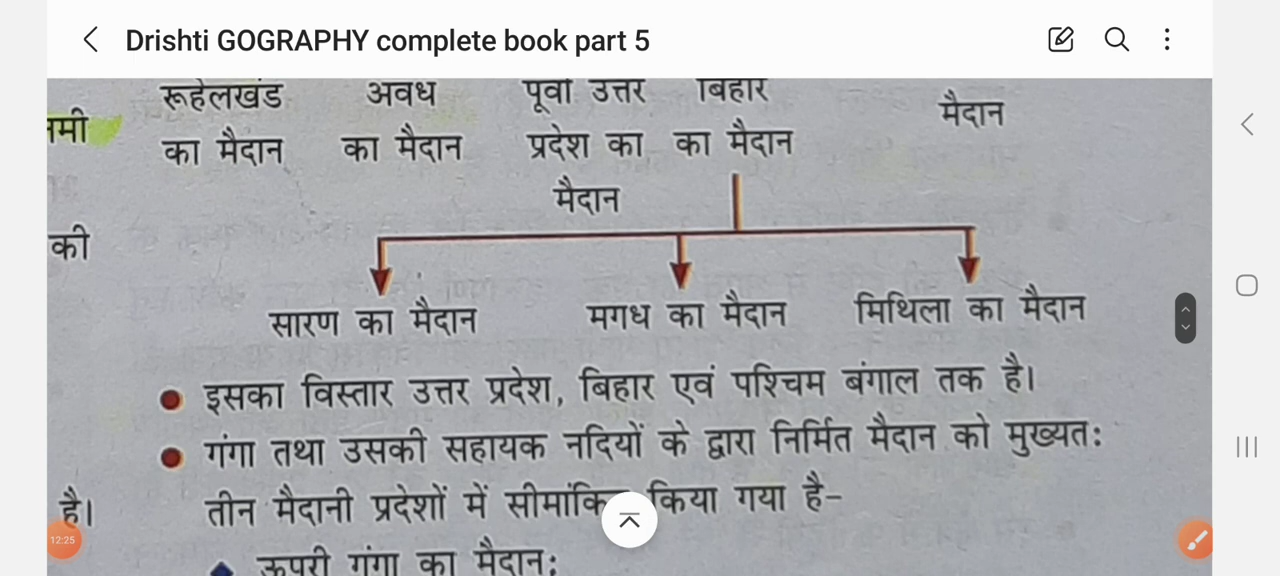 Drishti GOGRAPHY complete book part 5
रूहेलखंड अवध पूर्वी उत्तर बिहार
मैदान
का मैदान का मैदान प्रदेश का का मैदान
मैदान
की
सारण का मैदान मगध का मैदान मिथिला का मैदान
इसका विस्तार उत्तर प्रदेश, बिहार एवं पश्चिम बंगाल तक है।
गंगा तथा उसकी सहायक नदियों के द्वारा निर्मित मैदान को मुख्यत:
है। तीन मैदानी प्रदेशों में किया गया है-
12:25
ऊपरी गंगा का मैदान: